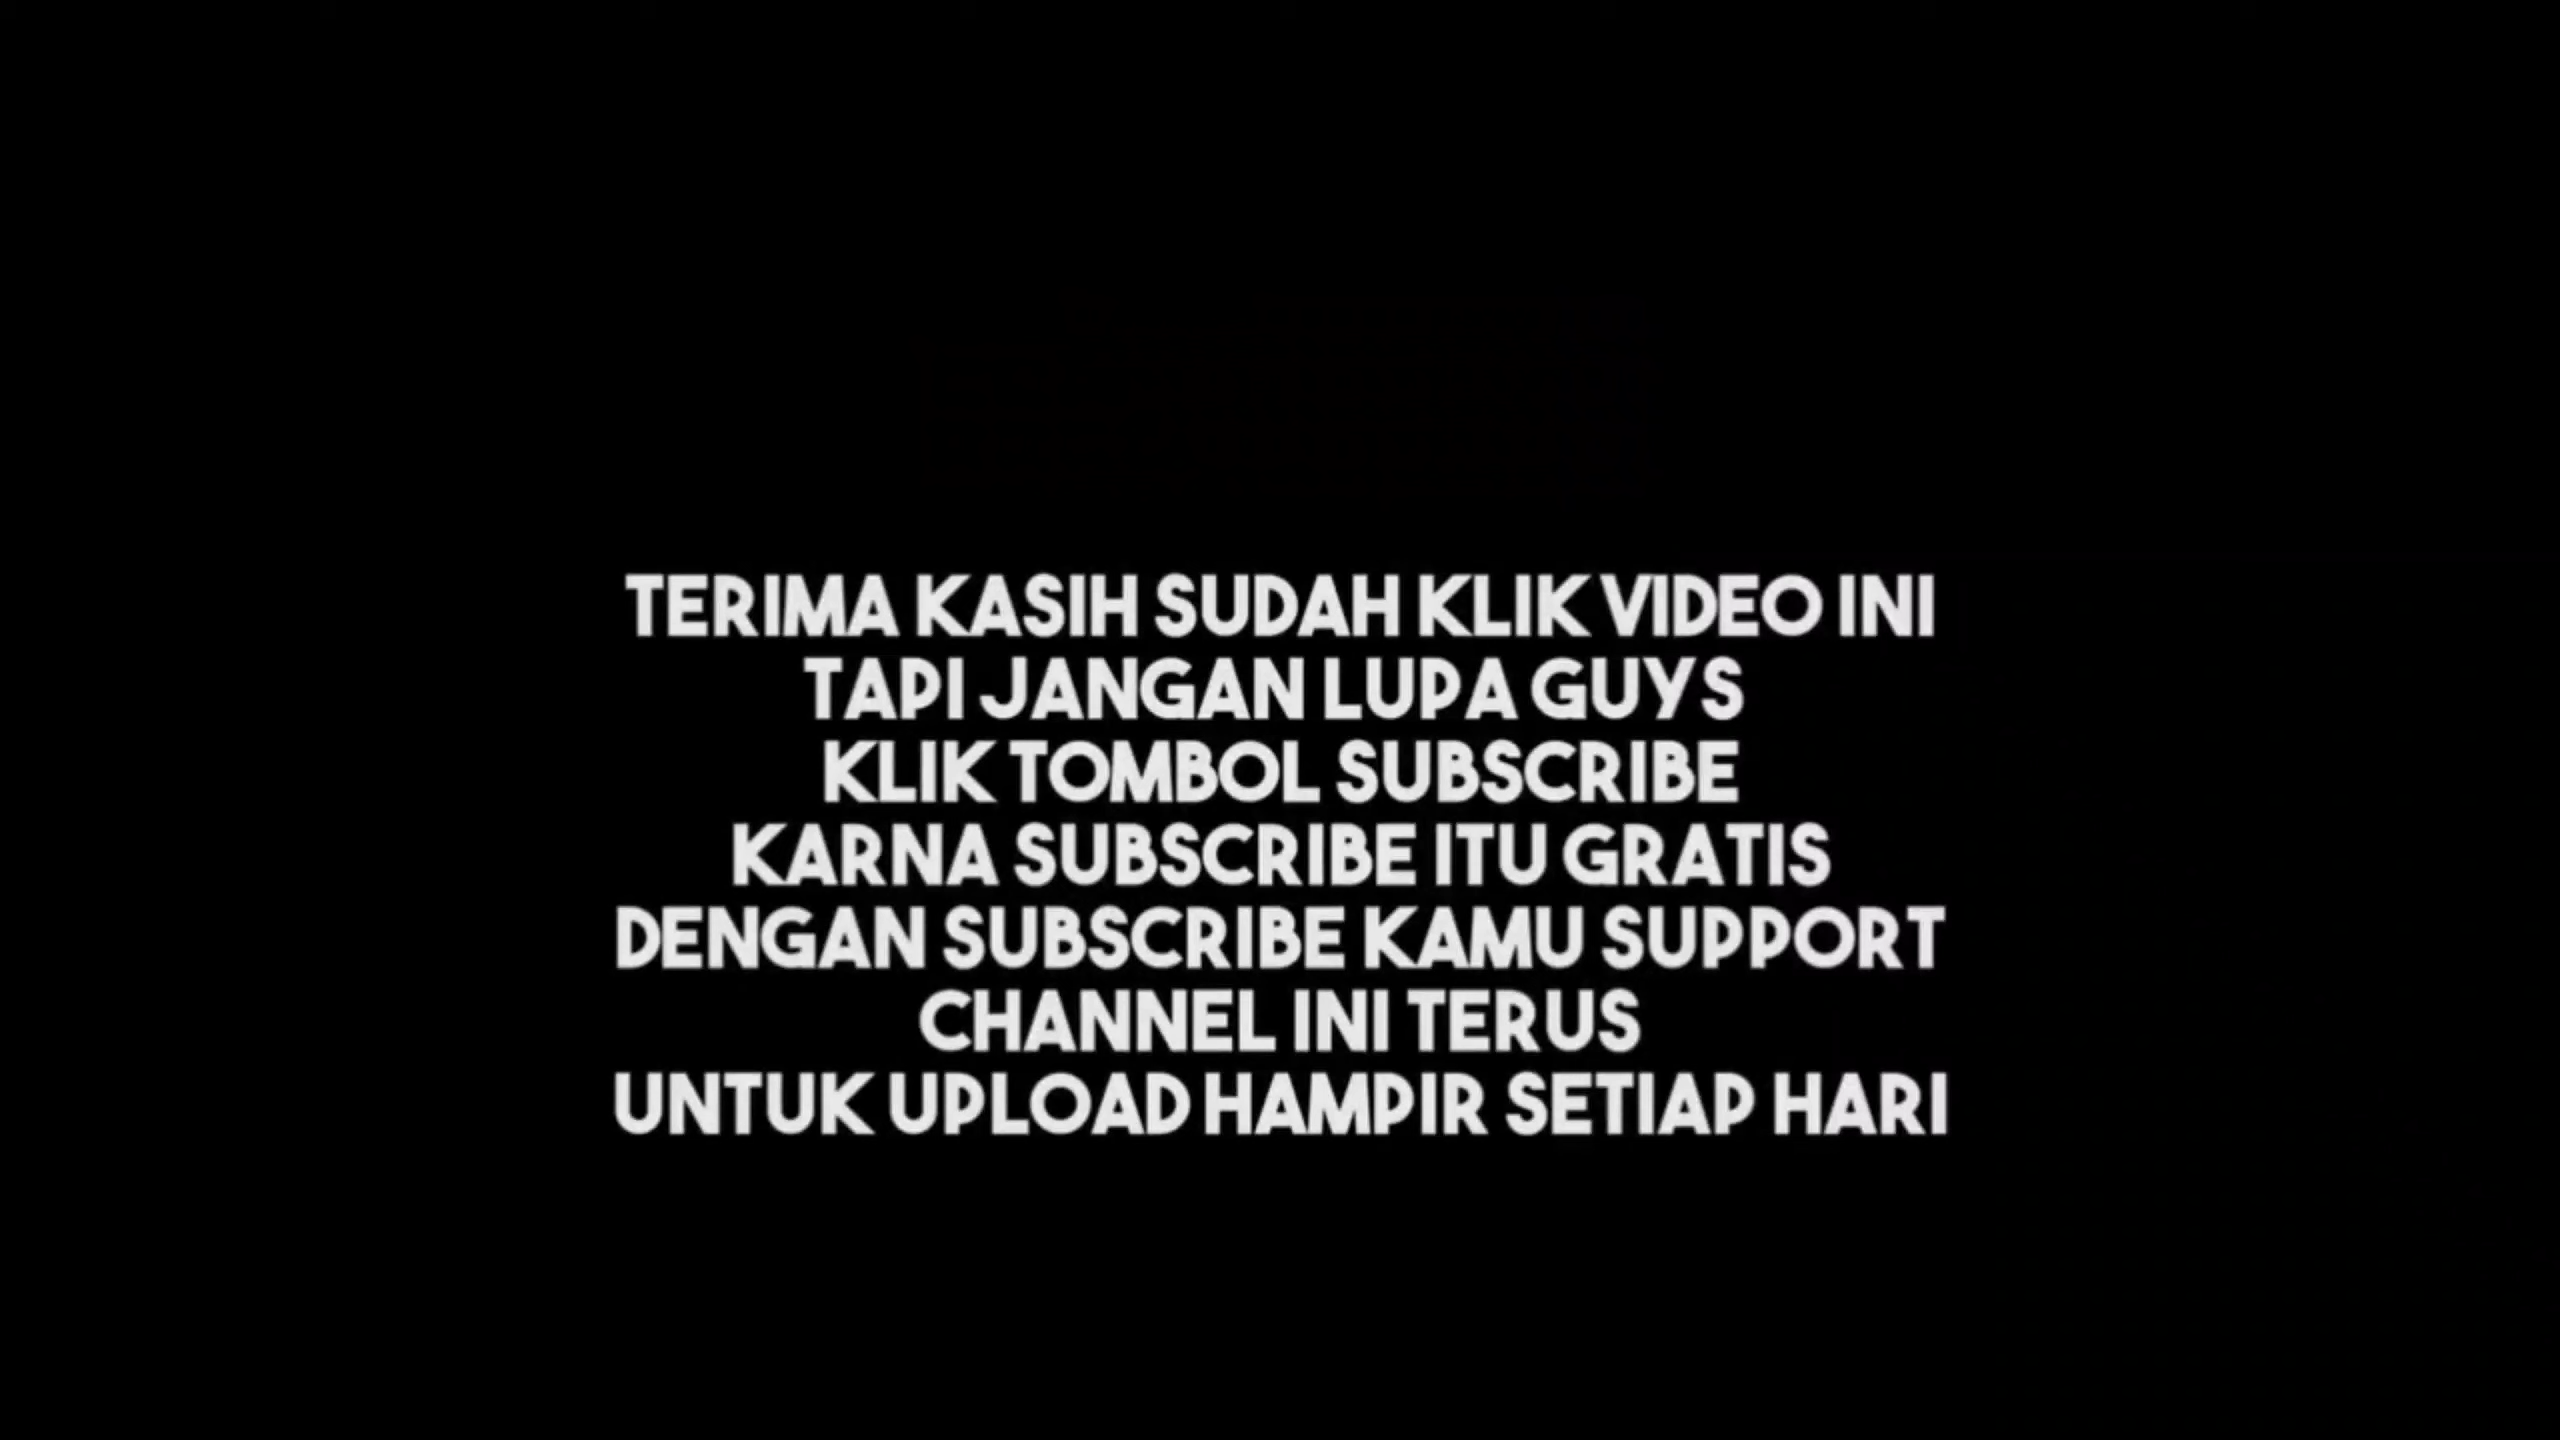 TERIMA KASIH SUDAH KLIK VIDEO INI
TAPI JANGAN LUPA GUYS
KLIK TOMBOL SUBSCRIBE
KARNA SUBSCRIBE ITU GRATIS
DENGAN SUBSCRIBE KAMU SUPPORT
CHANNEL INI TERUS
UNTUK UPLOAD HAMPIR SETIAP HARI